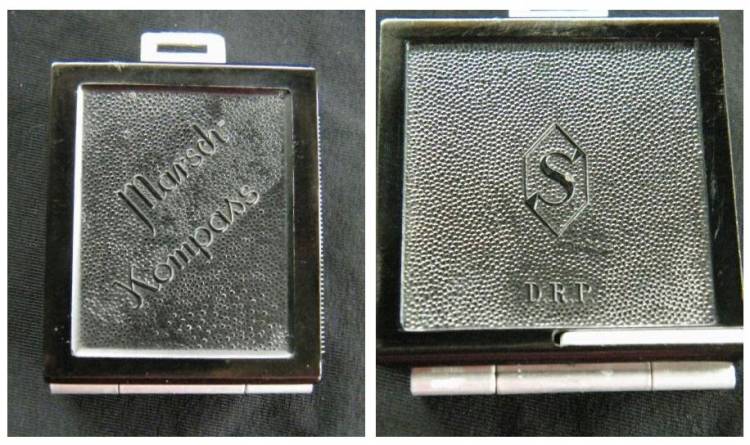 Marsch-
Kompass
S
D.R.P.